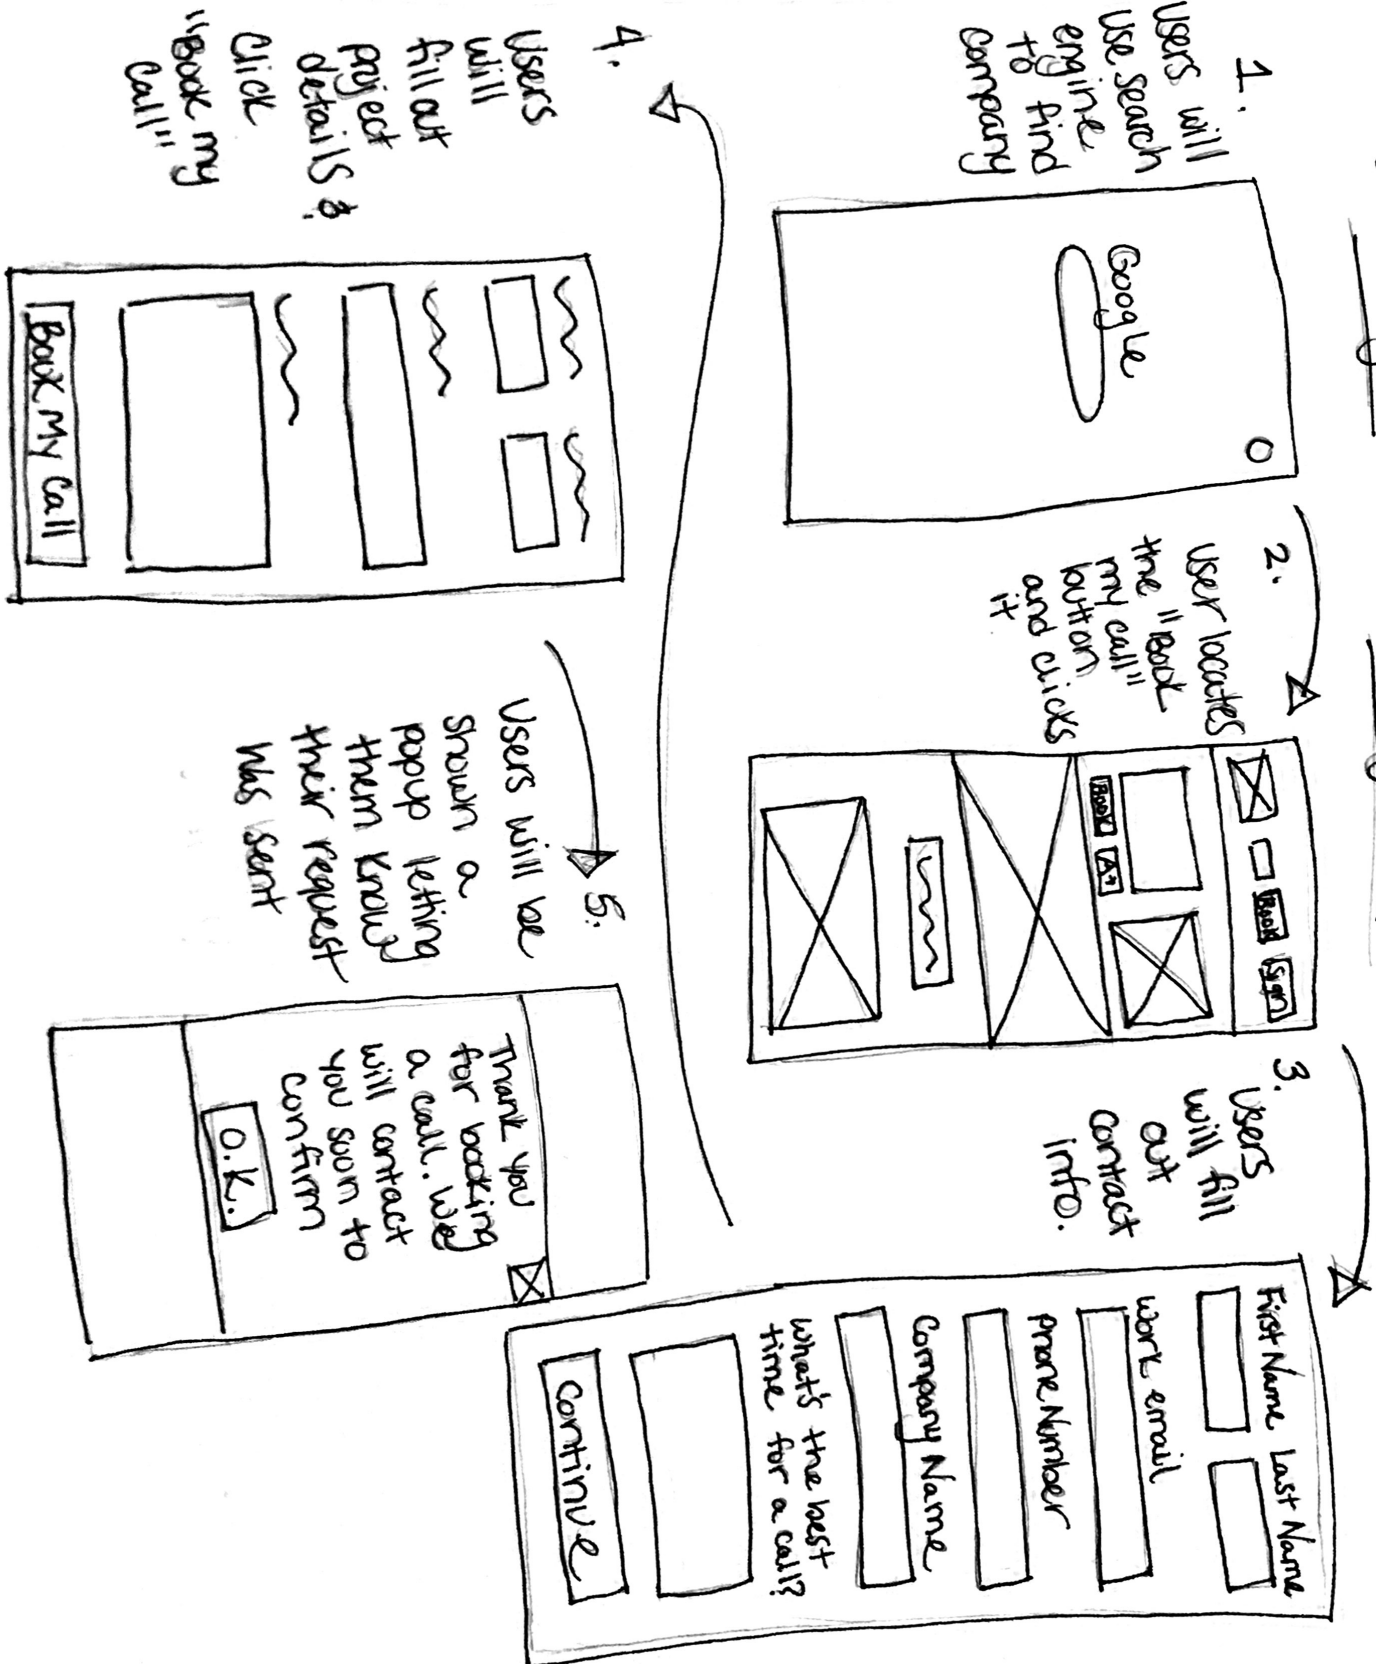 1.
Users will
use search
engine
to find
company
Google
2.
User locates
the "Book
my call"
button
and clicks
it
Book
Sign
Book
3.
Users
will fill
out
contact
info.
First Name Last Name
work email
Phone Number
Company Name
What's the best
time for a call?
Continue
4.
Users
will
fill out
project
details &
Click
"Book my
Call"
Book My Call
5.
Users will be
shown a
popup letting
them know
their request
was sent
Thank you
for booking
a call. We
will contact
you soon to
confirm
O.K.